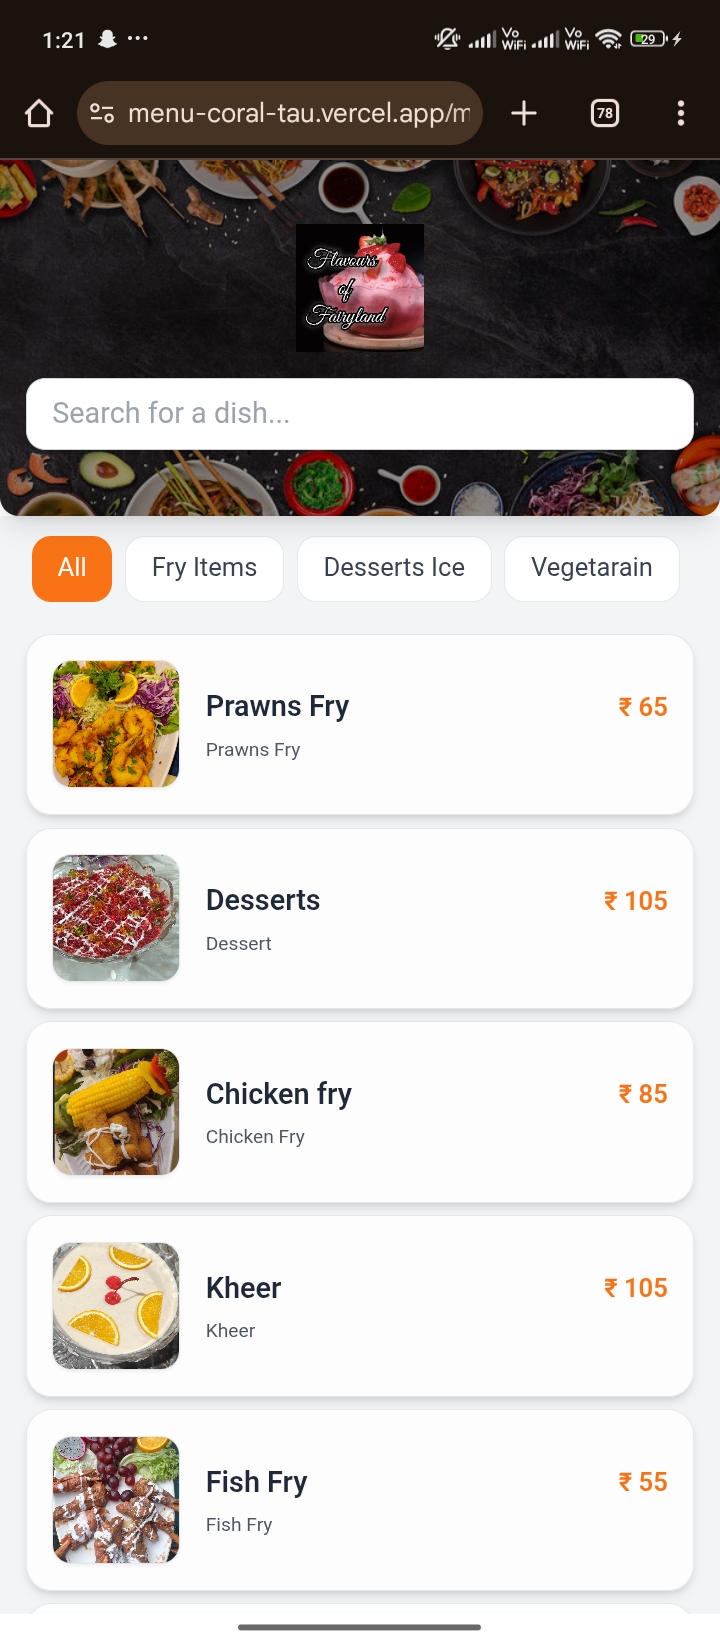 1:21
Vo WiFi
Vo WiFi
29
menu-coral-tau.vercel.app/m
78
Flavours
of
Fairyland
Search for a dish...
All
Fry Items
Desserts Ice
Vegetarain
Prawns Fry
₹ 65
Prawns Fry
Desserts
₹ 105
Dessert
Chicken fry
₹ 85
Chicken Fry
Kheer
₹ 105
Kheer
Fish Fry
₹ 55
Fish Fry